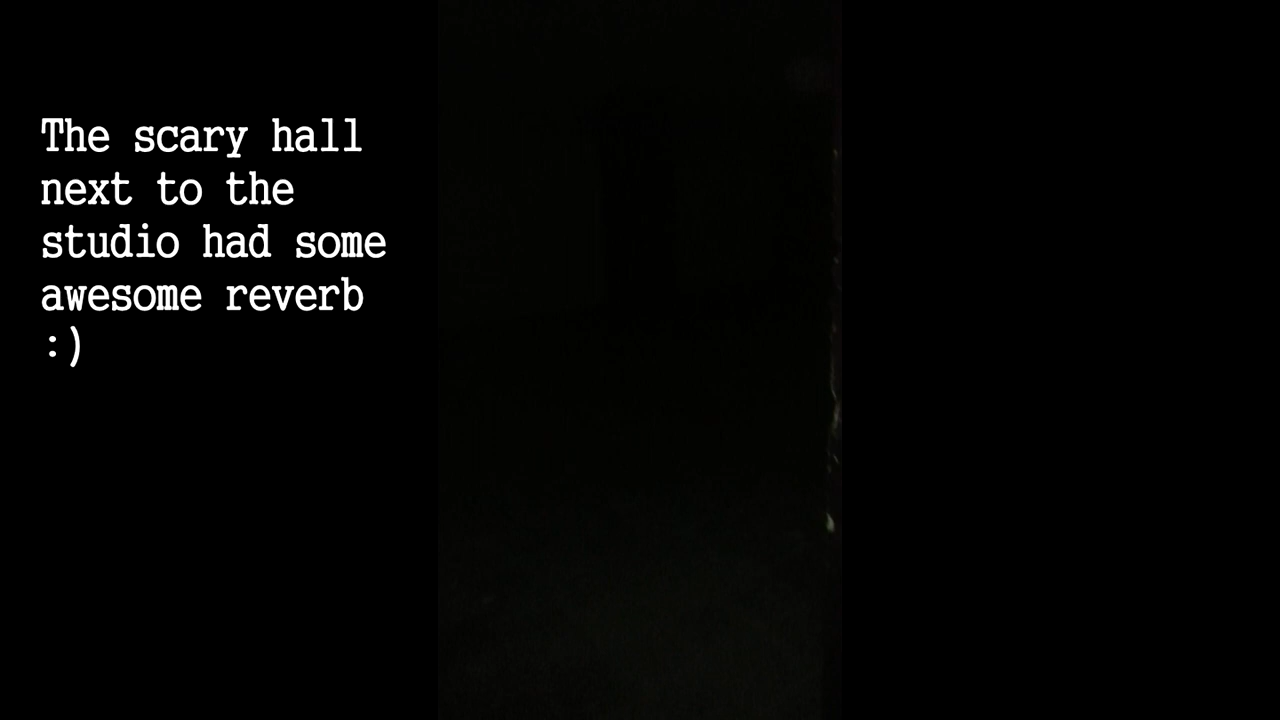 The scary hall
next to the
studio had some
awesome reverb
:)